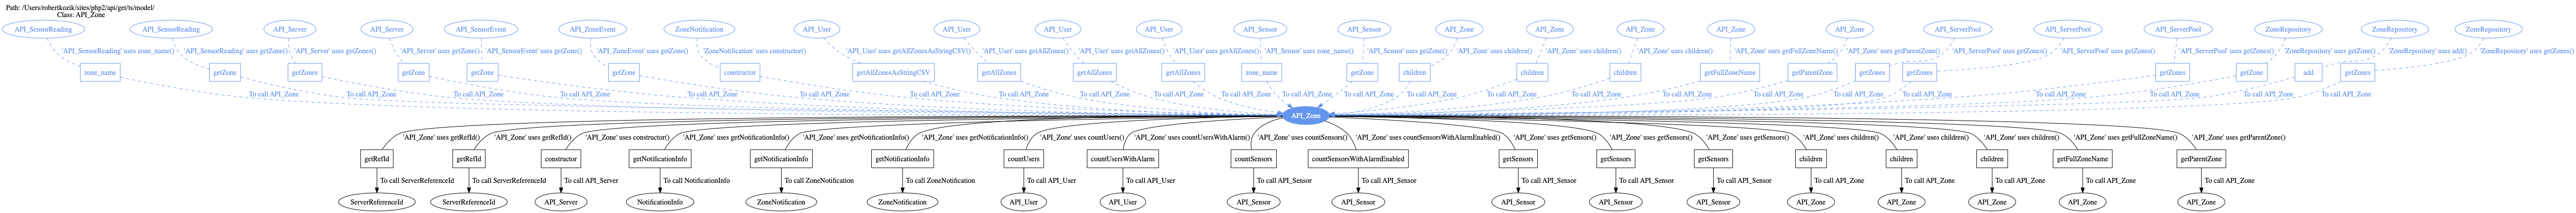 Path: /Users/robertkozik/sites/php2/api/get/ts/model/
Class: API_Zone
API_SensorReading API_SensorReading API_Server API_Server API_SensorEvent API_ZoneEvent ZoneNotification API_User API_User API_User API_User API_Sensor API_Sensor API_Zone API_Zone API_Zone API_Zone API_Zone API_ServerPool API_ServerPool API_ServerPool ZoneRepository ZoneRepository ZoneRepository
'API_SensorReading' uses zone_name() 'API_SensorReading' uses getZone() 'API_Server' uses getZones() 'API_Server' uses getZone() 'API_SensorEvent' uses getZone() 'API_ZoneEvent' uses getZone() 'ZoneNotification' uses constructor() 'API_User' uses getAllZonesAsStringCSV() 'API_User' uses getAllZones() 'API_User' uses getAllZones() 'API_User' uses getAllZones() 'API_Sensor' uses zone_name() 'API_Sensor' uses getZone() 'API_Zone' uses children() 'API_Zone' uses children() 'API_Zone' uses children() 'API_Zone' uses getFullZoneName() 'API_Zone' uses getParentZone() 'API_ServerPool' uses getZones() 'API_ServerPool' uses getZones() 'API_ServerPool' uses getZones() 'ZoneRepository' uses getZone() 'ZoneRepository' uses add() 'ZoneRepository' uses getZones()
zone_name getZone getZones getZone getZone getZone constructor getAllZonesAsStringCSV getAllZones getAllZones getAllZones zone_name getZone children children children getFullZoneName getParentZone getZones getZones getZones getZone add getZones
To call API_Zone To call API_Zone To call API_Zone To call API_Zone To call API_Zone To call API_Zone To call API_Zone To call API_Zone To call API_Zone To call API_Zone To call API_Zone To call API_Zone To call API_Zone To call API_Zone To call API_Zone To call API_Zone To call API_Zone To call API_Zone To call API_Zone To call API_Zone To call API_Zone To call API_Zone To call API_Zone To call API_Zone
API_Zone
'API_Zone' uses getRefId() 'API_Zone' uses getRefId() 'API_Zone' uses constructor() 'API_Zone' uses getNotificationInfo() 'API_Zone' uses getNotificationInfo() 'API_Zone' uses getNotificationInfo() 'API_Zone' uses countUsers() 'API_Zone' uses countUsersWithAlarm() 'API_Zone' uses countSensors() 'API_Zone' uses countSensorsWithAlarmEnabled() 'API_Zone' uses getSensors() 'API_Zone' uses getSensors() 'API_Zone' uses getSensors() 'API_Zone' uses children() 'API_Zone' uses children() 'API_Zone' uses children() 'API_Zone' uses getFullZoneName() 'API_Zone' uses getParentZone()
getRefId getRefId constructor getNotificationInfo getNotificationInfo getNotificationInfo countUsers countUsersWithAlarm countSensors countSensorsWithAlarmEnabled getSensors getSensors getSensors children children children getFullZoneName getParentZone
To call ServerReferenceId To call ServerReferenceId To call API_Server To call NotificationInfo To call ZoneNotification To call ZoneNotification To call API_User To call API_User To call API_Sensor To call API_Sensor To call API_Sensor To call API_Sensor To call API_Sensor To call API_Zone To call API_Zone To call API_Zone To call API_Zone To call API_Zone
ServerReferenceId ServerReferenceId API_Server NotificationInfo ZoneNotification ZoneNotification API_User API_User API_Sensor API_Sensor API_Sensor API_Sensor API_Sensor API_Zone API_Zone API_Zone API_Zone API_Zone